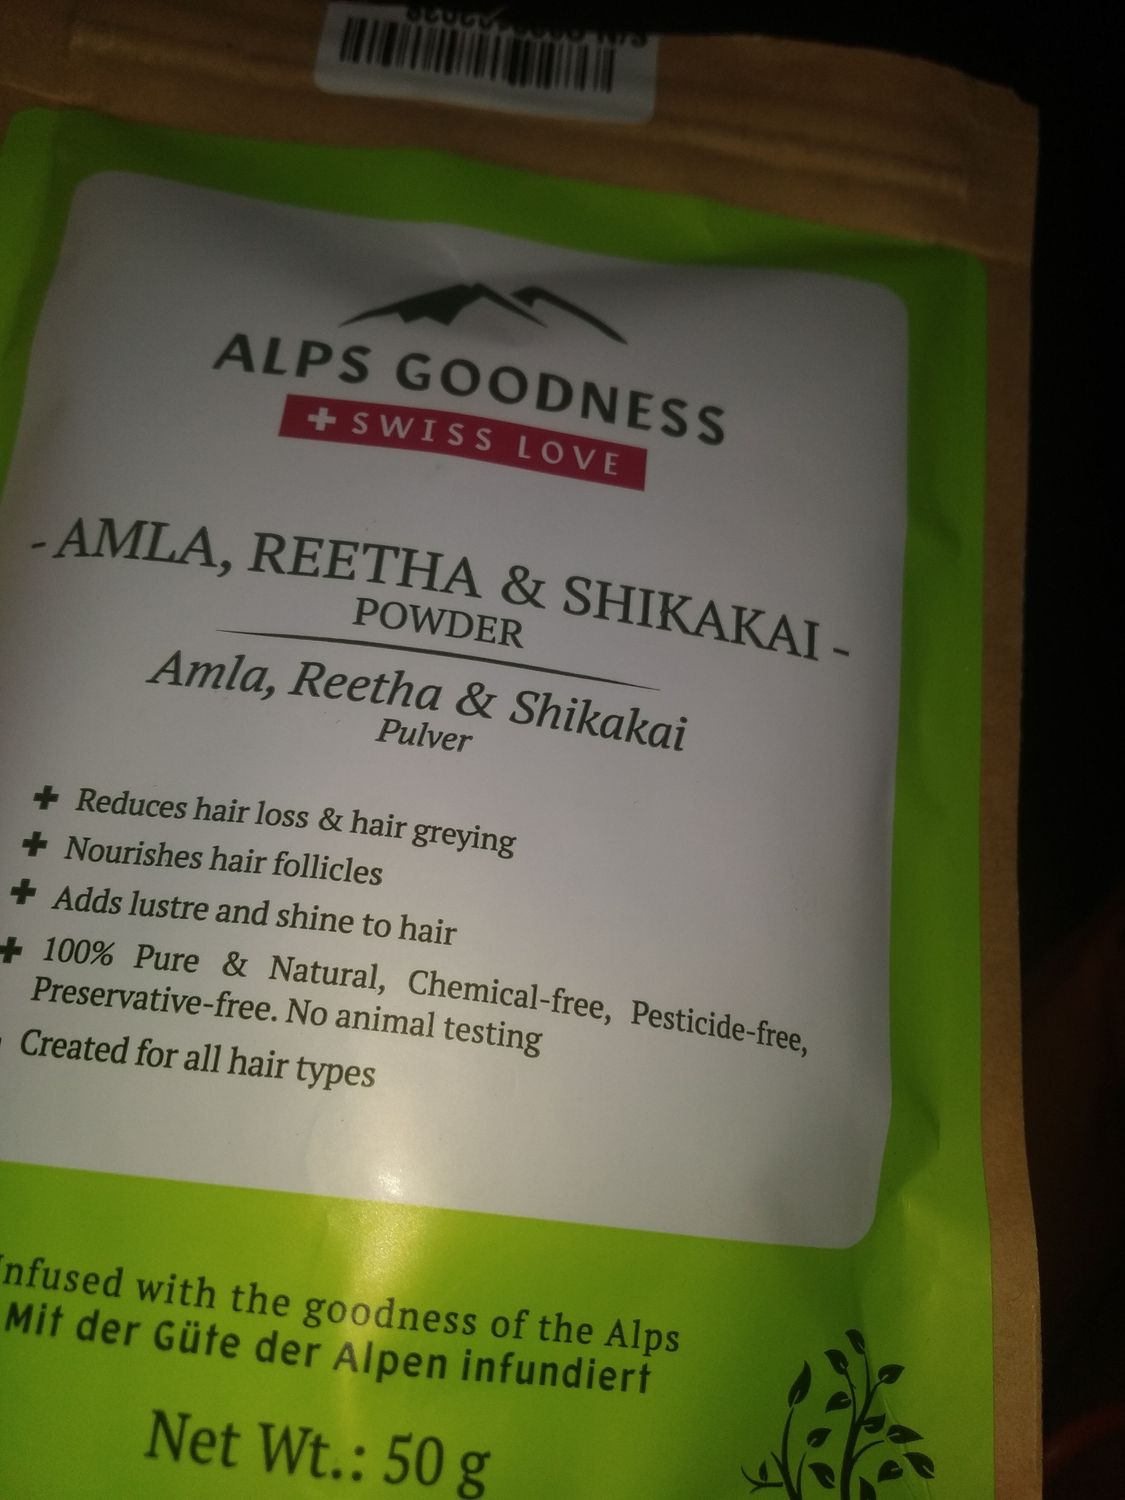 ALPS GOODNESS
SWISS LOVE
- AMLA, REETHA & SHIKAKAI -
POWDER
Amla, Reetha & Shikakai
Pulver
Reduces hair loss & hair greying
Nourishes hair follicles
Adds lustre and shine to hair
100% Pure & Natural, Chemical-free, Pesticide-free,
Preservative-free. No animal testing
Created for all hair types
Infused with the goodness of the Alps
Mit der Güte der Alpen infundiert
Net Wt.: 50 g